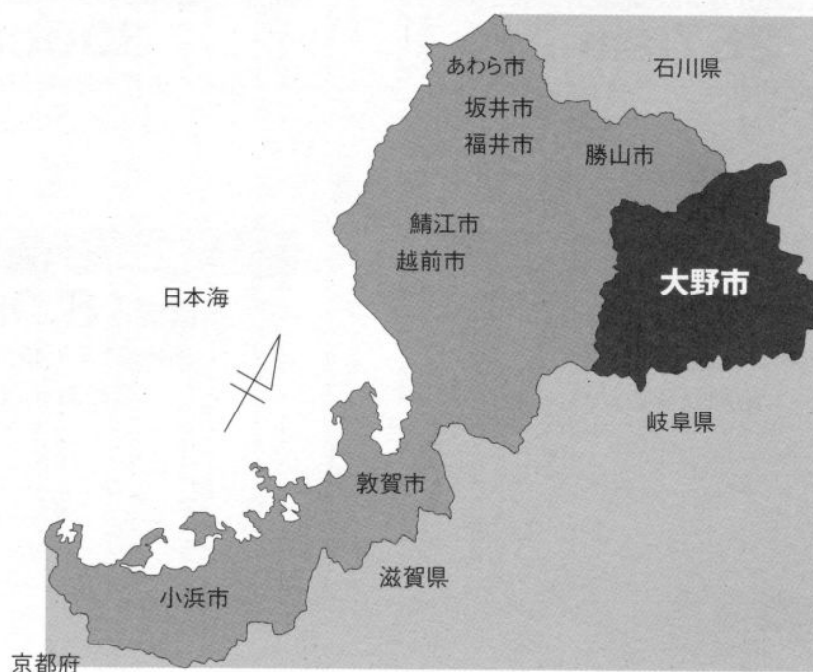 あわら市
石川県
坂井市
福井市
勝山市
鯖江市
越前市
大野市
日本海
岐阜県
敦賀市
滋賀県
小浜市
京都府